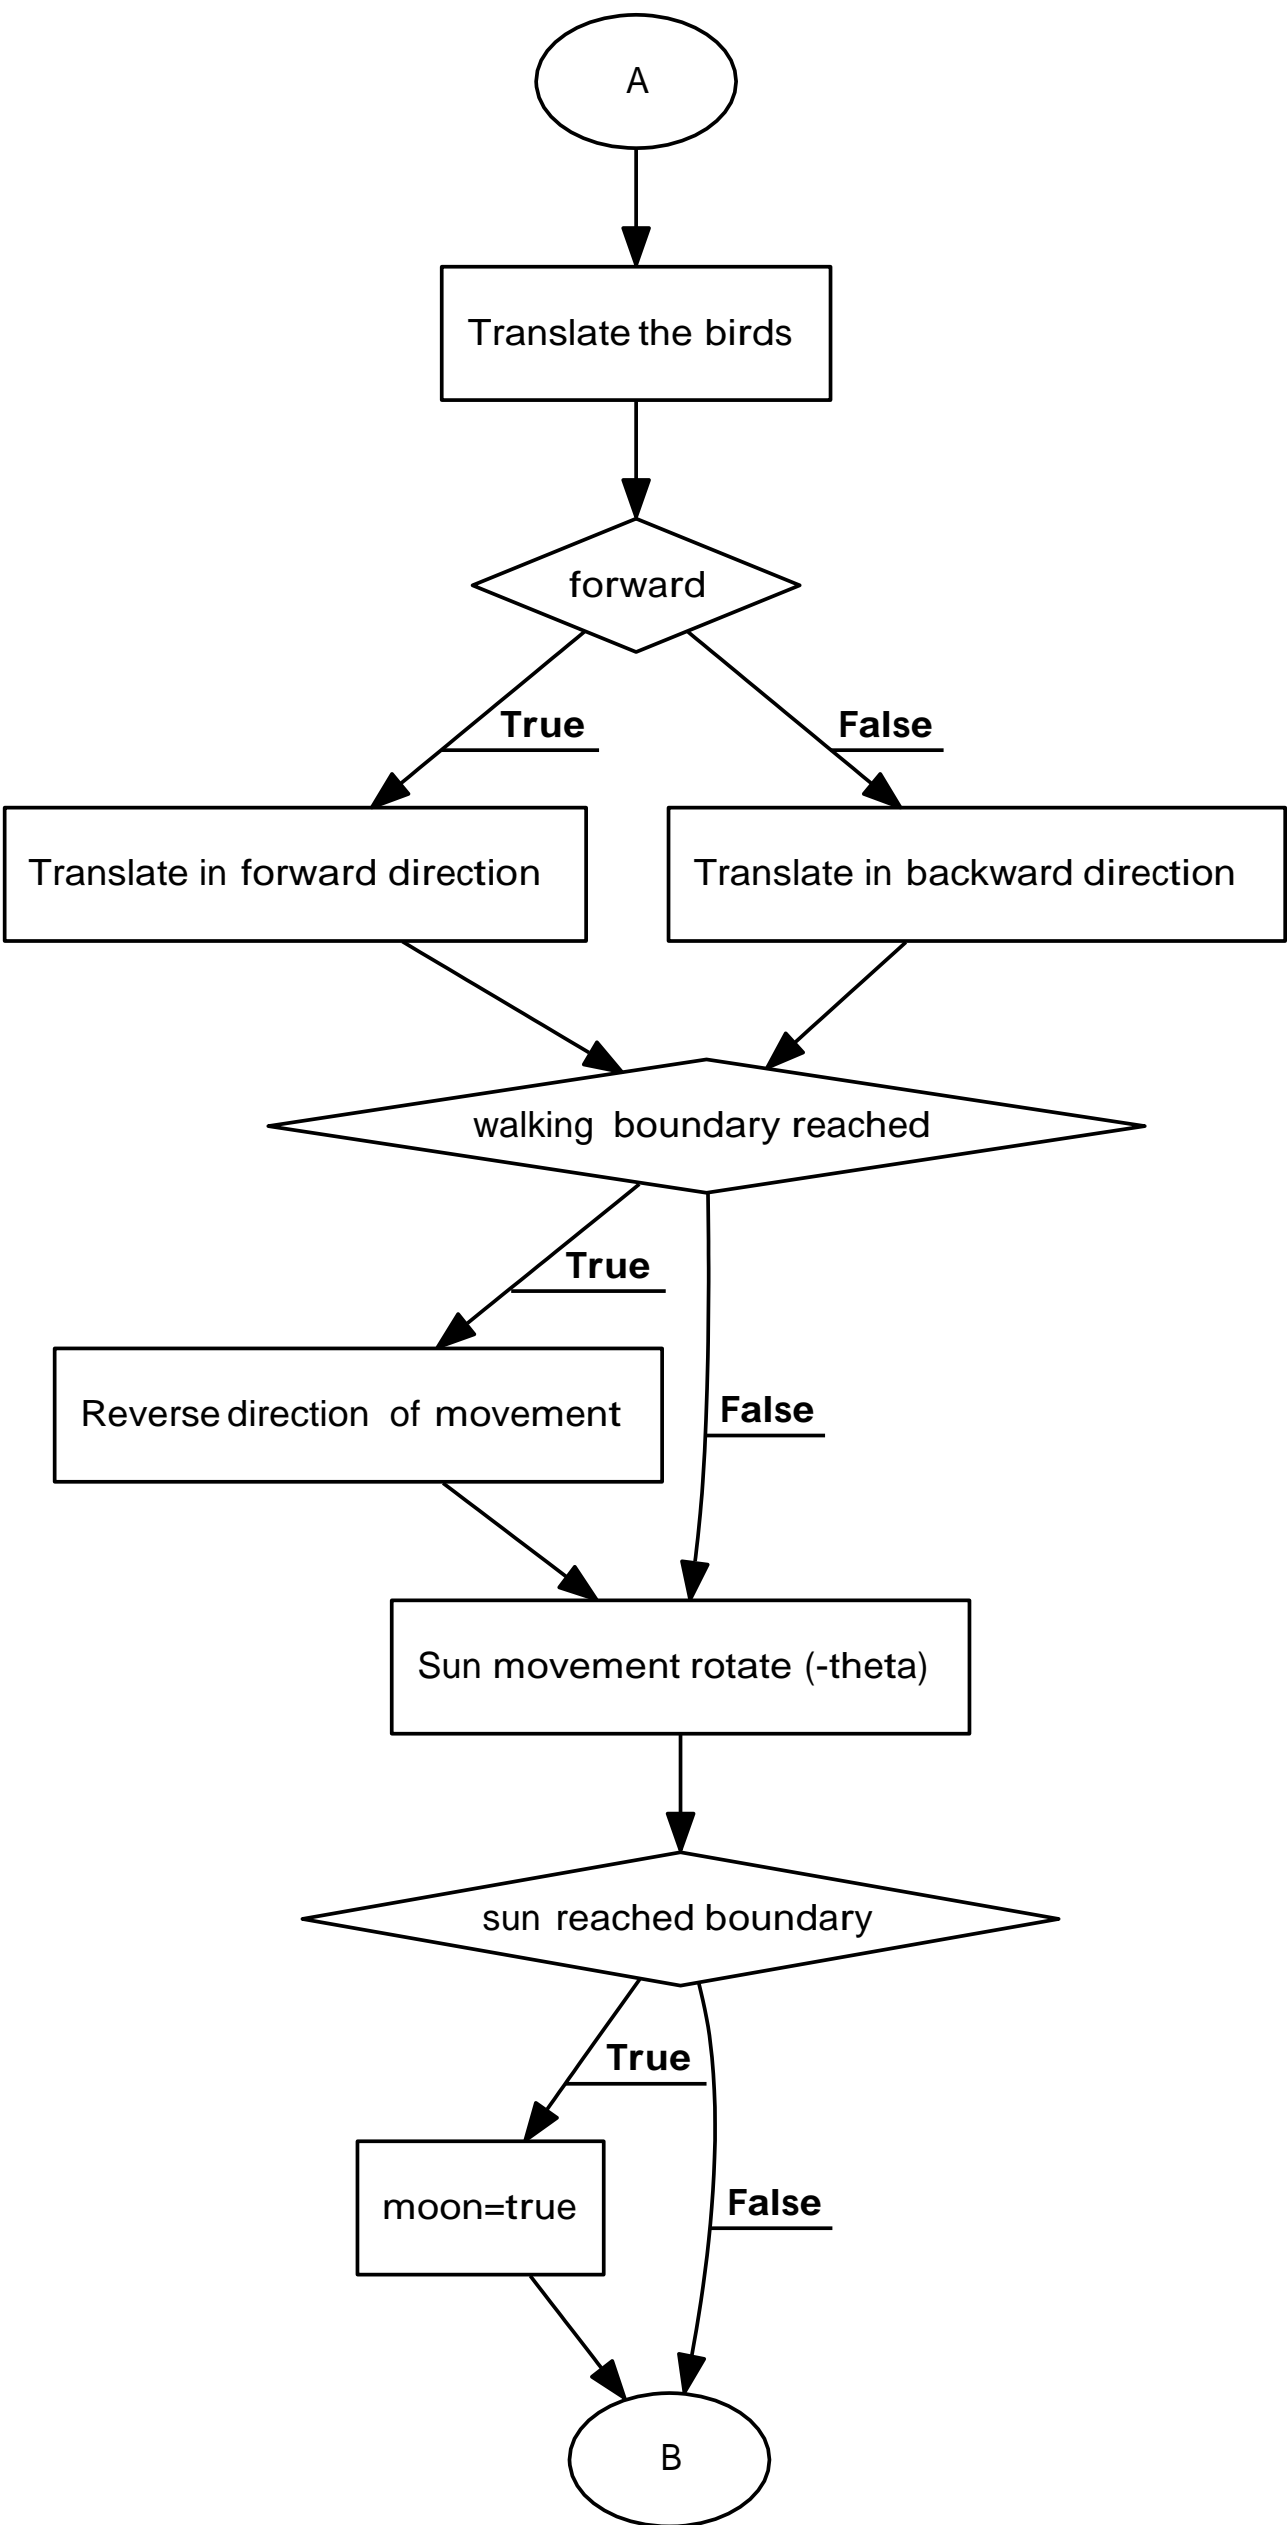 A
Translate the birds
forward
True
False
Translate in forward direction
Translate in backward direction
walking boundary reached
True
Reverse direction of movement
False
Sun movement rotate (-theta)
sun reached boundary
True
moon=true
False
B